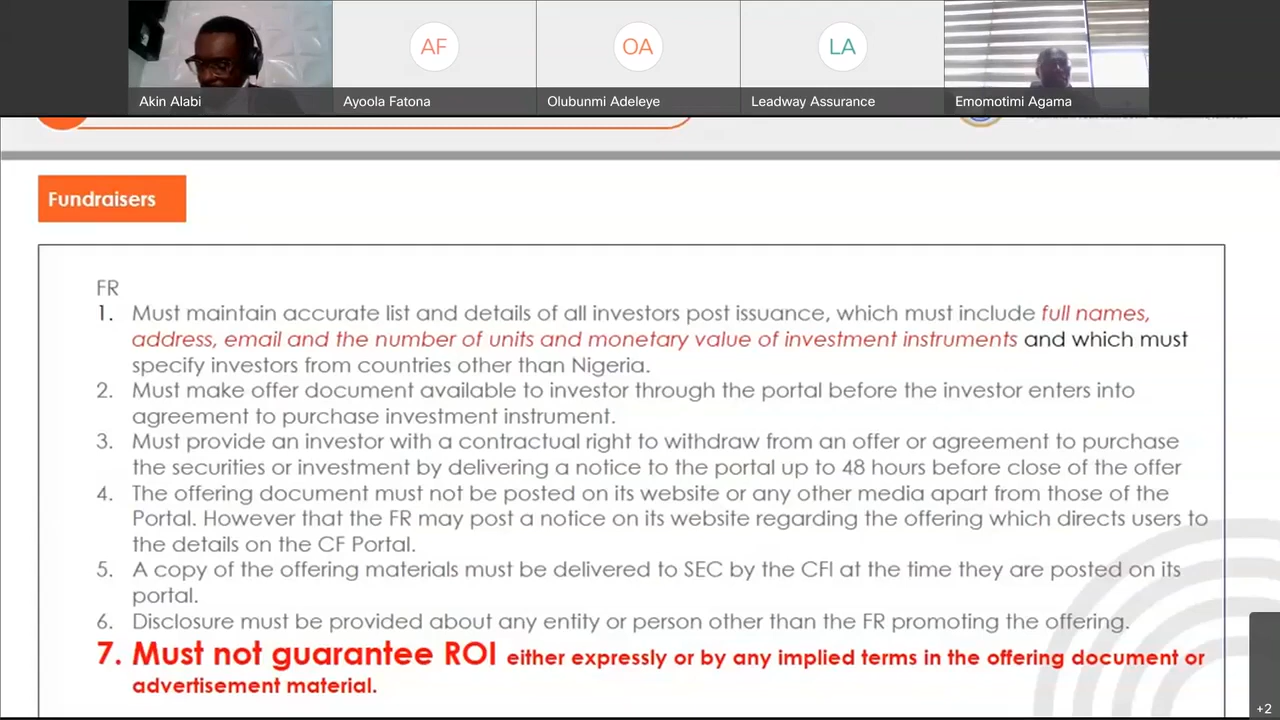 AF
OA
LA
Akin Alabi
Ayoola Fatona
Olubunmi Adeleye
Leadway Assurance
Emomotimi Agama
Fundraisers
FR
1. Must maintain accurate list and details of all investors post issuance, which must include full names,
address, email and the number of units and monetary value of investment instruments and which must
specify investors from countries other than Nigeria.
2. Must make offer document available to investor through the portal before the investor enters into
agreement to purchase investment instrument.
3. Must provide an investor with a contractual right to withdraw from an offer or agreement to purchase
the securities or investment by delivering a notice to the portal up to 48 hours before close of the offer
4. The offering document must not be posted on its website or any other media apart from those of the
Portal. However that the FR may post a notice on its website regarding the offering which directs users to
the details on the CF Portal.
5. A copy of the offering materials must be delivered to SEC by the CFI at the time they are posted on its
portal.
6. Disclosure must be provided about any entity or person other than the FR promoting the offering.
7. Must not guarantee ROI either expressly or by any implied terms in the offering document or
advertisement material.
+2